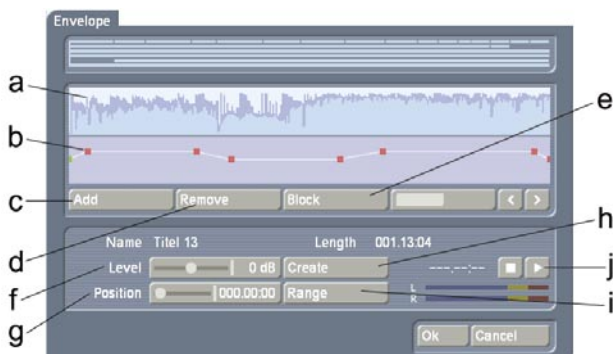 Envelope
a
b
e
c
Add Remove Block < >
d
h
Name Titel 13 Length 001.13:04
f
Level 0 dB Create --,--:--
j
g
Position 000.00:00 Range
L
R
i
Ok Cancel